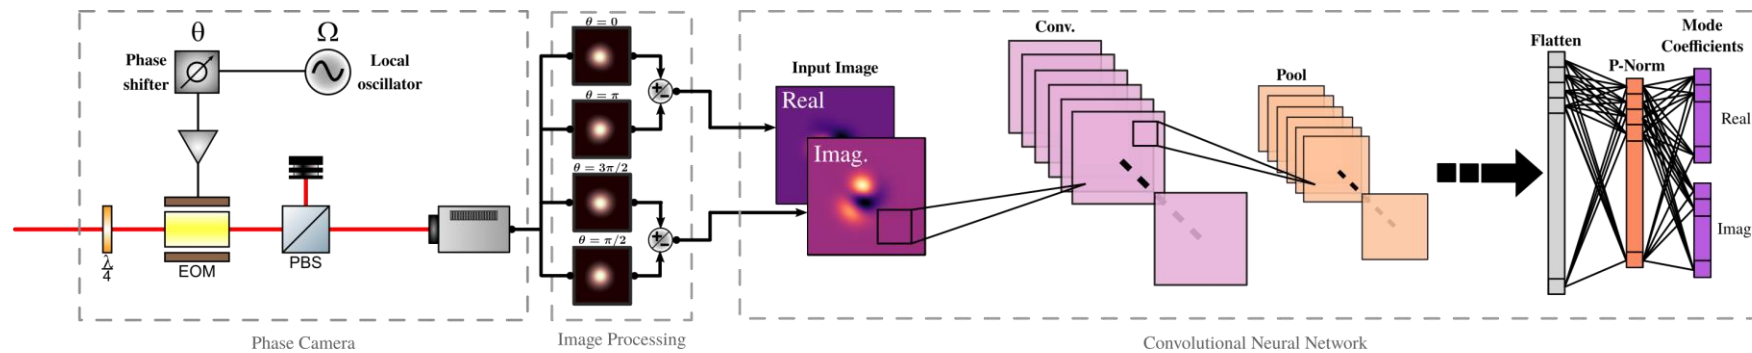 θ
Ω
Phase
shifter
Local
oscillator
λ
4
EOM
PBS
Phase Camera
θ = 0
θ = π
θ = 3π/2
θ = π/2
Image Processing
Input Image
Real
Imag.
Conv.
Pool
Flatten
P-Norm
Mode
Coefficients
Real
Imag
Convolutional Neural Network